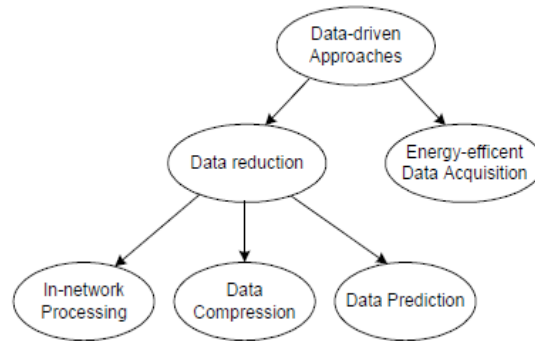 Data-driven
Approaches
Data reduction
Energy-efficent
Data Acquisition
In-network
Processing
Data
Compression
Data Prediction